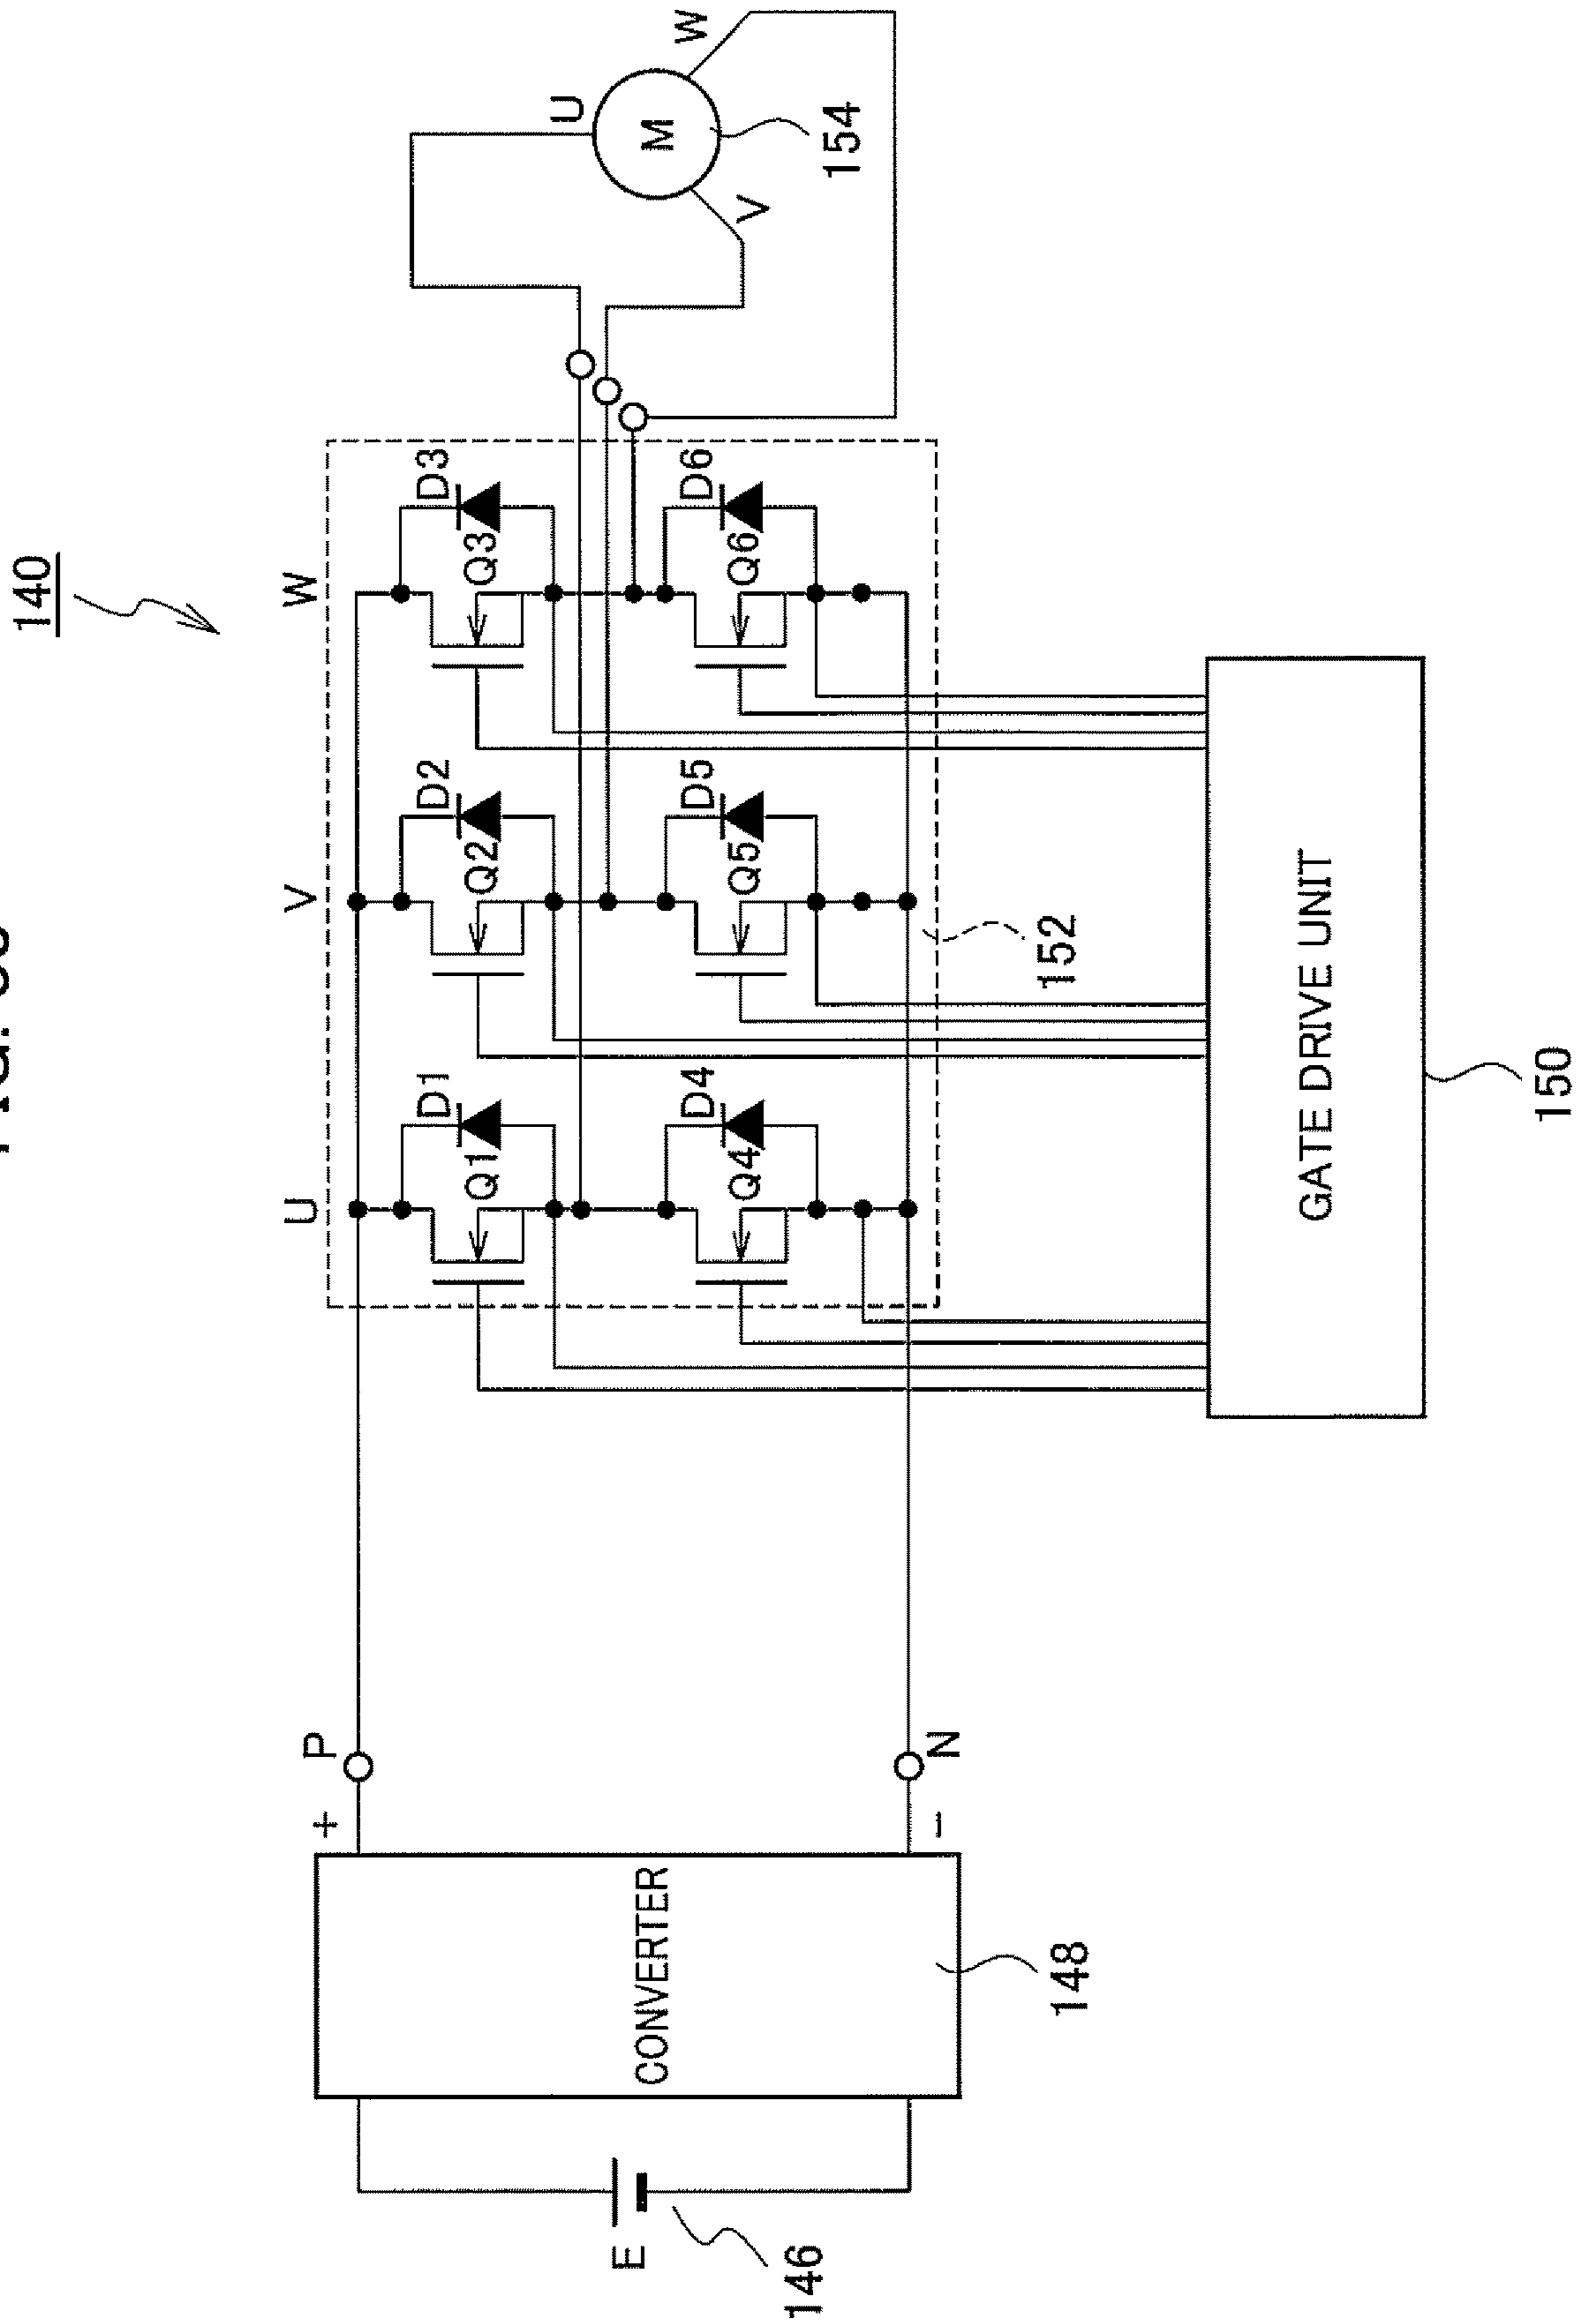 140
U
V
W
D1
D2
D3
Q1
Q2
Q3
D4
D5
D6
Q4
Q5
Q6
U
V
W
M
154
152
P
N
+
−
CONVERTER
148
E
146
GATE DRIVE UNIT
150